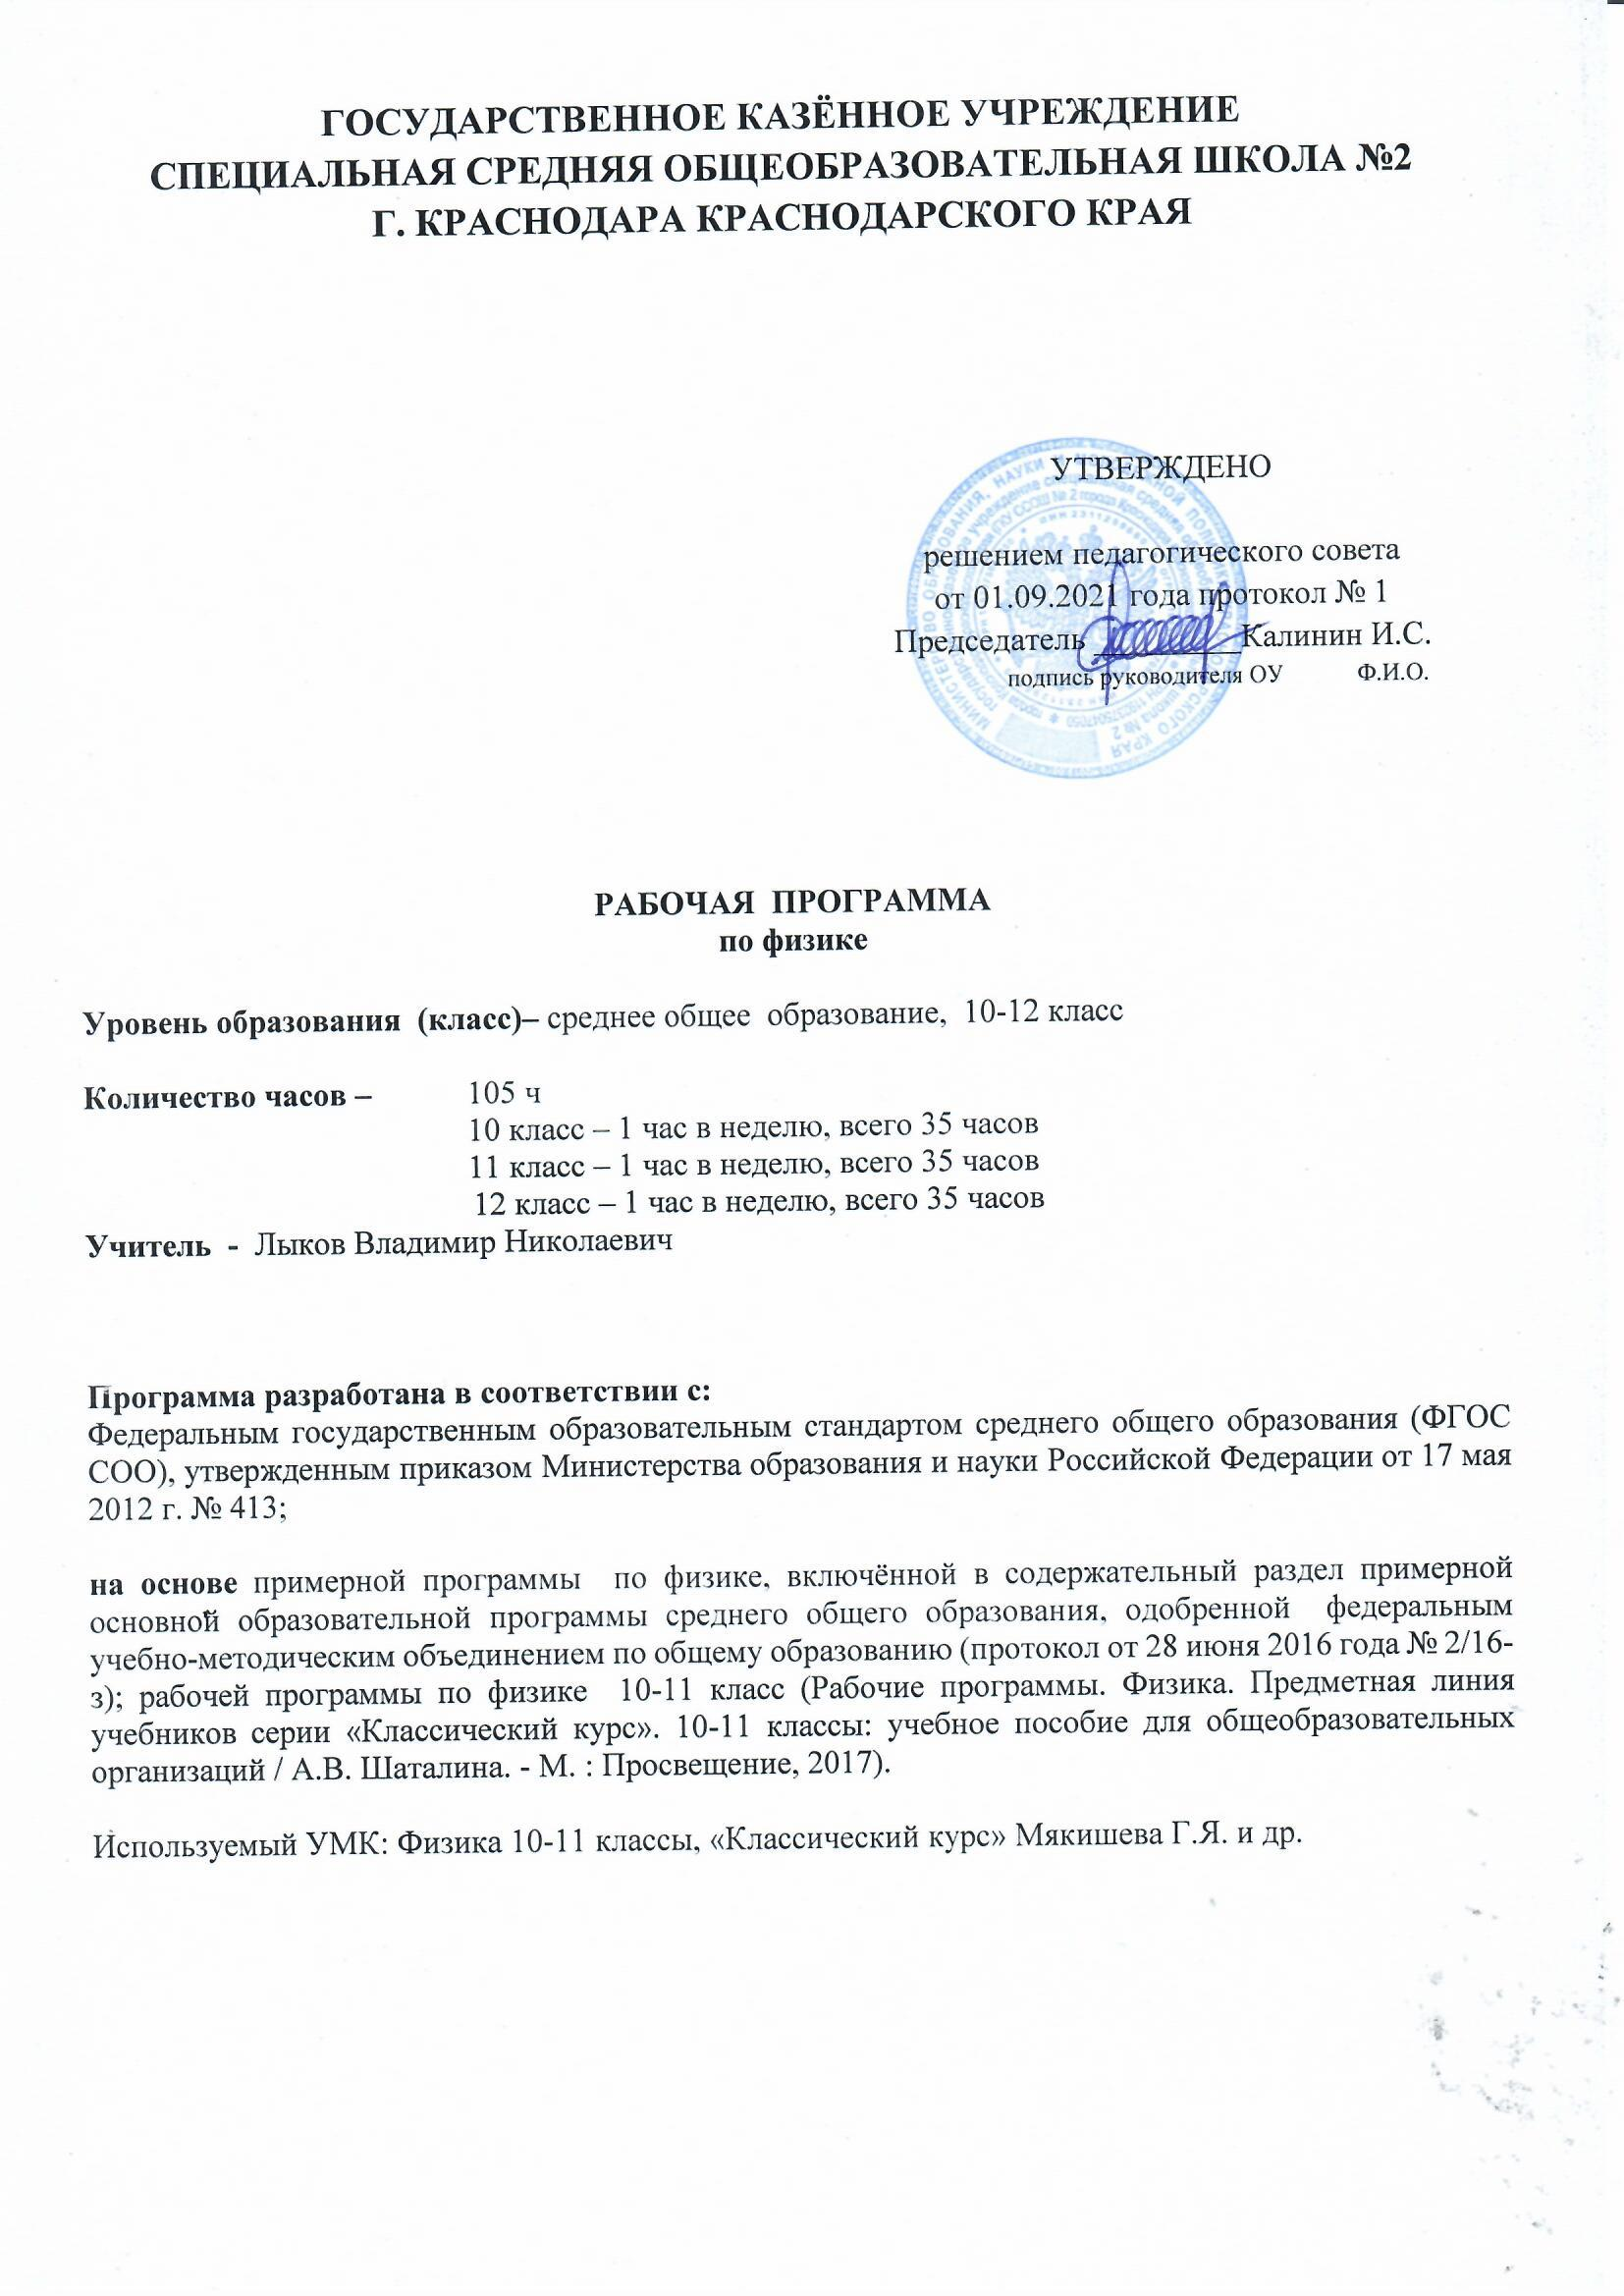 ГОСУДАРСТВЕННОЕ КАЗЁННОЕ УЧРЕЖДЕНИЕ
СПЕЦИАЛЬНАЯ СРЕДНЯЯ ОБЩЕОБРАЗОВАТЕЛЬНАЯ ШКОЛА №2
Г. КРАСНОДАРА КРАСНОДАРСКОГО КРАЯ
УТВЕРЖДЕНО
решением педагогического совета
от 01.09.2021 года протокол № 1
Председатель Калинин И.С.
подпись руководителя ОУ Ф.И.О.
РАБОЧАЯ ПРОГРАММА
по физике
Уровень образования (класс)– среднее общее образование, 10-12 класс
Количество часов – 105 ч
10 класс – 1 час в неделю, всего 35 часов
11 класс – 1 час в неделю, всего 35 часов
12 класс – 1 час в неделю, всего 35 часов
Учитель - Лыков Владимир Николаевич
Программа разработана в соответствии с:
Федеральным государственным образовательным стандартом среднего общего образования (ФГОС
СОО), утвержденным приказом Министерства образования и науки Российской Федерации от 17 мая
2012 г. № 413;
на основе примерной программы по физике, включённой в содержательный раздел примерной
основной образовательной программы среднего общего образования, одобренной федеральным
учебно-методическим объединением по общему образованию (протокол от 28 июня 2016 года № 2/16-
з); рабочей программы по физике 10-11 класс (Рабочие программы. Физика. Предметная линия
учебников серии «Классический курс». 10-11 классы: учебное пособие для общеобразовательных
организаций / А.В. Шаталина. - М. : Просвещение, 2017).
Используемый УМК: Физика 10-11 классы, «Классический курс» Мякишева Г.Я. и др.